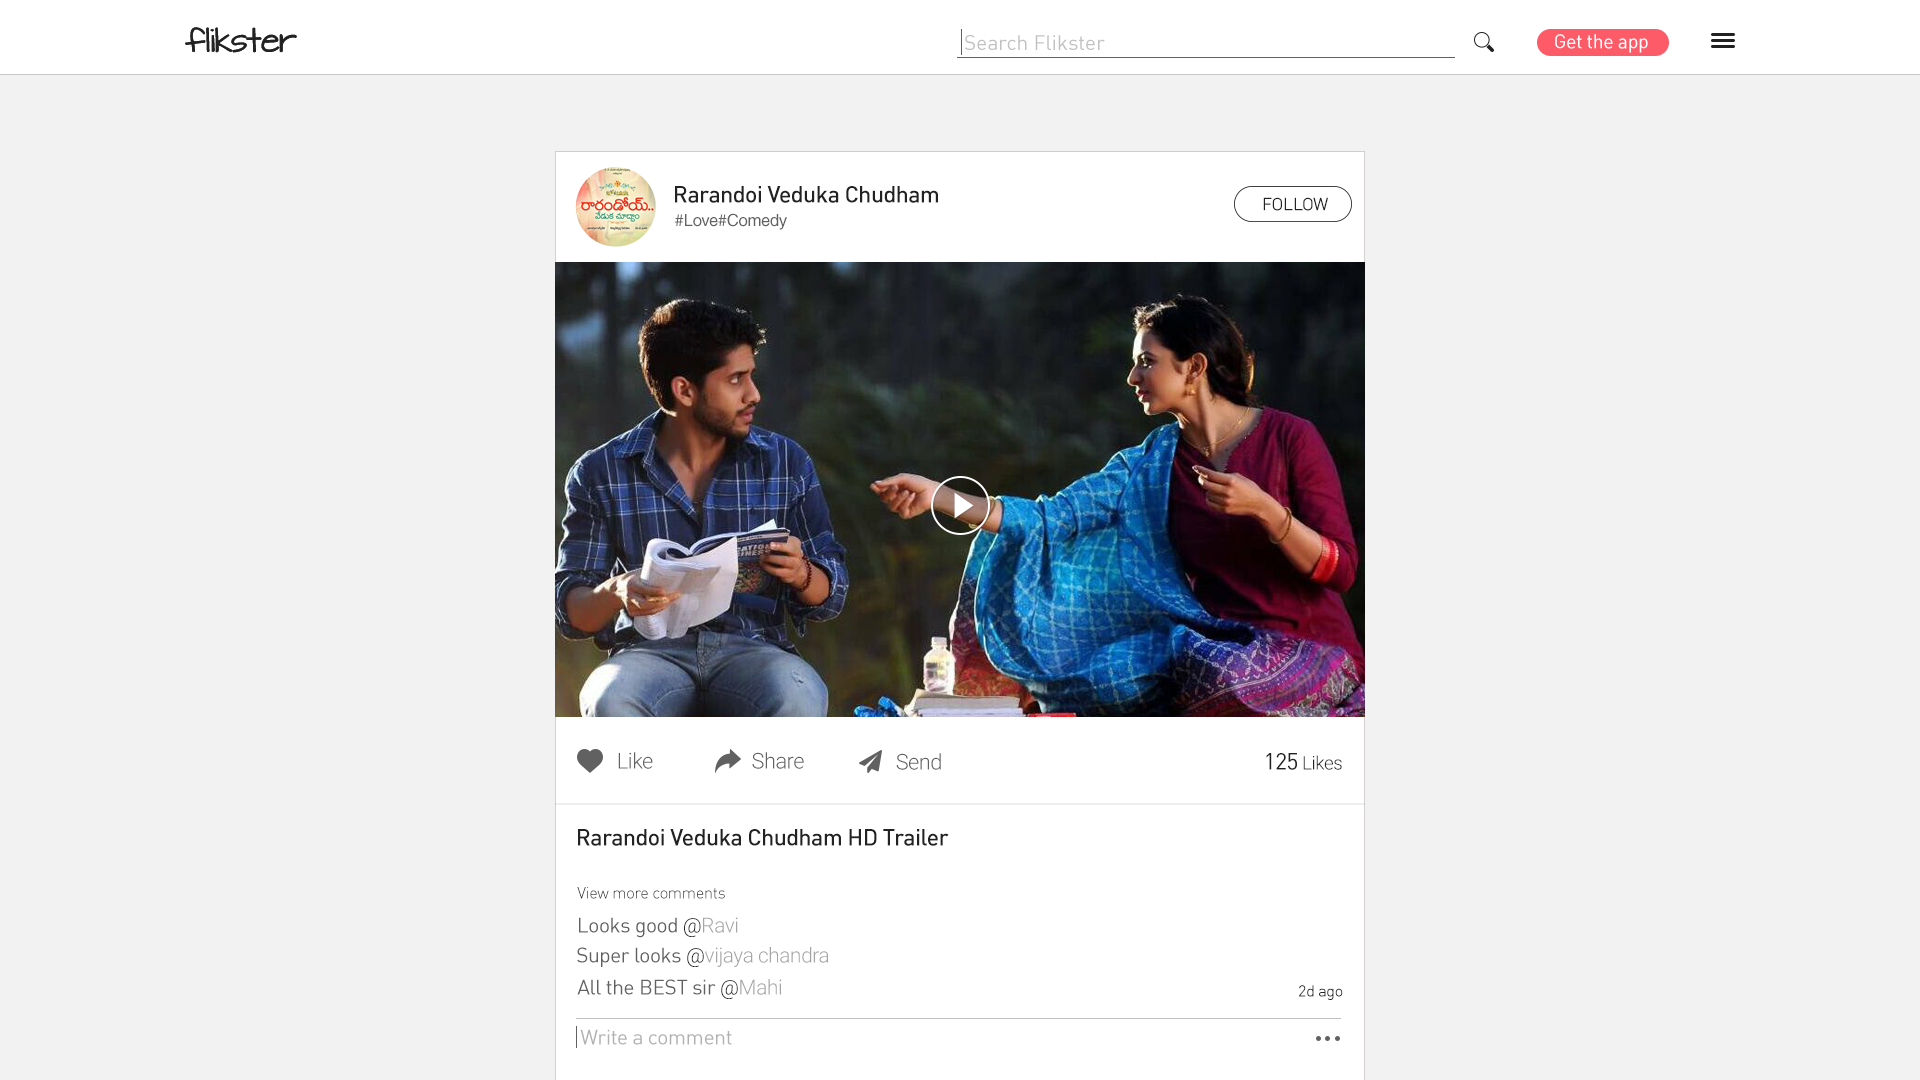 flikster
Search Flikster
Get the app
రారండోయ్..
వేడుక చూద్దాం
Rarandoi Veduka Chudham
#Love#Comedy
FOLLOW
Like
Share
Send
125 Likes
Rarandoi Veduka Chudham HD Trailer
View more comments
Looks good @Ravi
Super looks @vijaya chandra
All the BEST sir @Mahi
2d ago
Write a comment